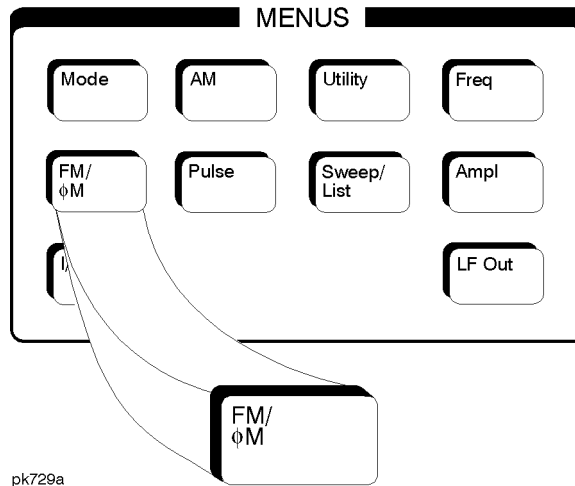 MENUS
Mode
AM
Utility
Freq
FM/
ϕM
Pulse
Sweep/
List
Ampl
LF Out
FM/
ϕM
pk729a